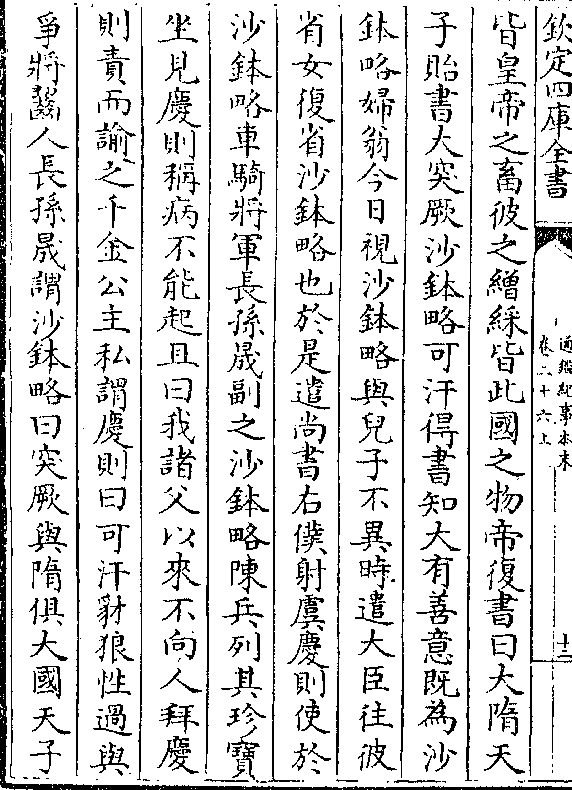 欽定四庫全書
通鑑紀事本末
卷二十六上
十二
皆皇帝之畜彼之繒綵皆此國之物帝復書曰大隋天
子貽書大突厥沙鉢略可汗得書知大有善意既為沙
鉢略婦翁今日視沙鉢略與兒子不異時遣大臣往彼
省女復省沙鉢略也於是遣尚書右僕射虞慶則使於
沙鉢略車騎將軍長孫晟副之沙鉢略陳兵列其珍寶
坐見慶則稱病不能起且曰我諸父以來不向人拜慶
則責而諭之千金公主私謂慶則曰可汗豺狼性過與
爭將齧人長孫晟謂沙鉢略曰突厥與隋俱大國天子